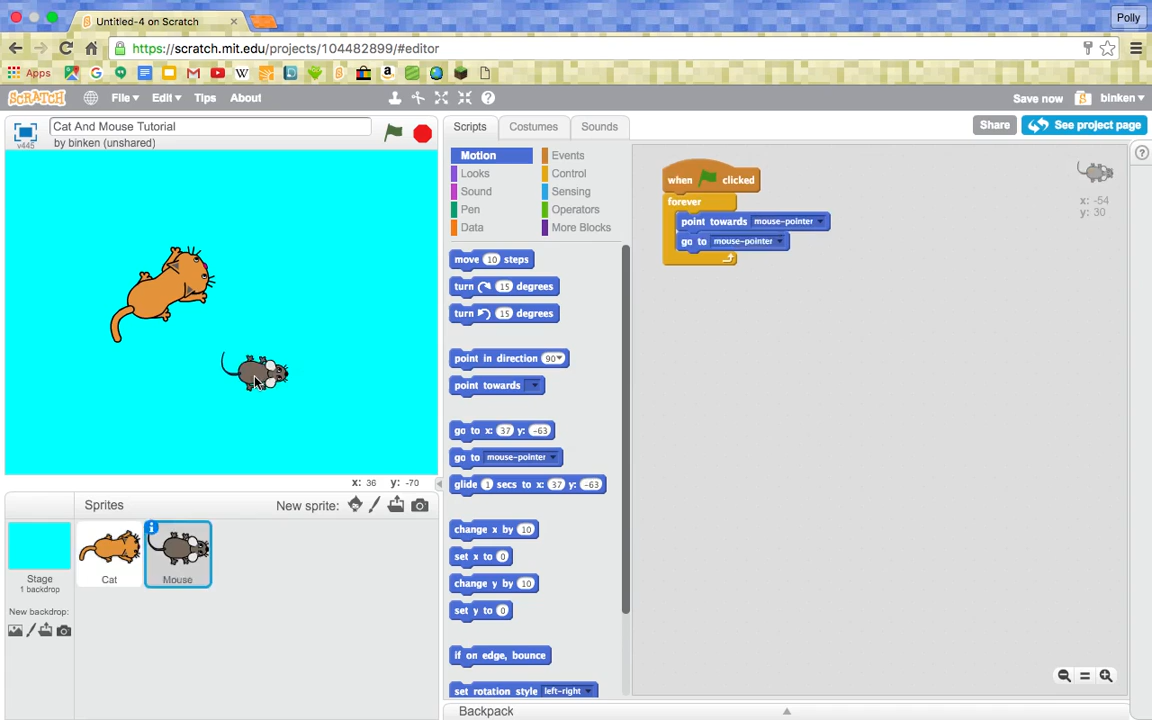 Untitled-4 on Scratch
Polly
https://scratch.mit.edu/projects/104482899/#editor
Apps
SCRATCH
File Edit Tips About
Save now
binken
v445
Cat And Mouse Tutorial
by binken (unshared)
Scripts Costumes Sounds
Share
See project page
Motion
Looks
Sound
Pen
Data
Events
Control
Sensing
Operators
More Blocks
move 10 steps
turn 15 degrees
turn 15 degrees
point in direction 90
point towards
go to x: 37 y: -63
go to mouse-pointer
glide 1 secs to x: 37 y: -63
change x by 10
set x to 0
change y by 10
set y to 0
if on edge, bounce
set rotation style left-right
when clicked
forever
point towards mouse-pointer
go to mouse-pointer
x: -54
y: 30
x: 36 y: -70
Sprites
New sprite:
Stage
1 backdrop
New backdrop:
Cat
Mouse
Backpack